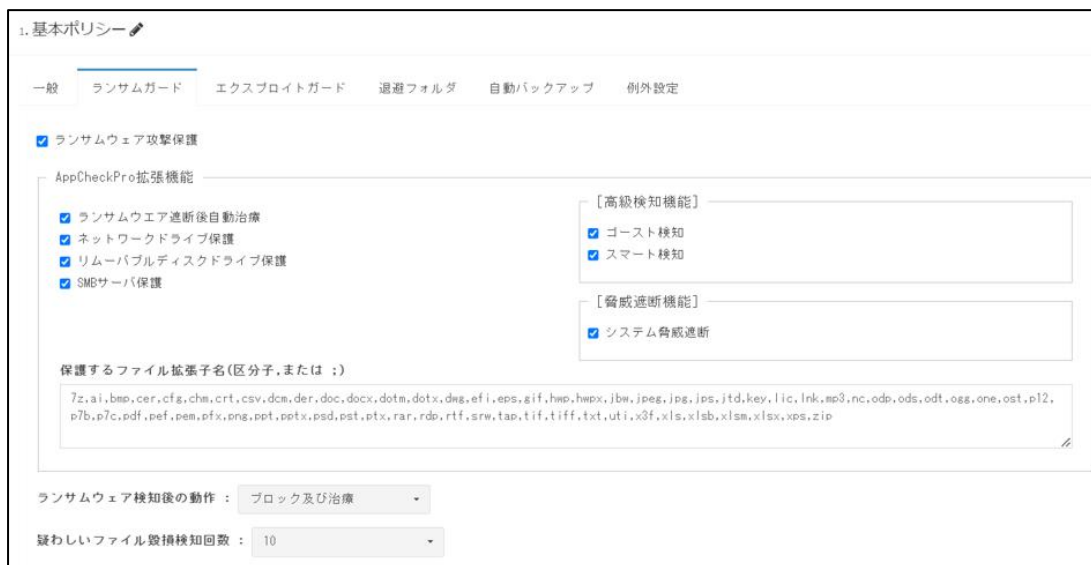 1. 基本ポリシー
一般 ランサムガード エクスプロイトガード 退避フォルダ 自動バックアップ 例外設定
ランサムウェア攻撃保護
AppCheckPro拡張機能
ランサムウエア遮断後自動治療
ネットワークドライブ保護
リムーバブルディスクドライブ保護
SMBサーバ保護
[高級検知機能]
ゴースト検知
スマート検知
[脅威遮断機能]
システム脅威遮断
保護するファイル拡張子名(区分子,または ;)
7z,ai,bmp,cer,cfg,chm,crt,csv,dcm,der,doc,docx,dotm,dotx,dwg,efi,eps,gif,hwp,hwpx,jbw,jpeg,jpg,jps,jtd,key,lic,lnk,mp3,nc,odp,ods,odt,ogg,one,ost,p12,
p7b,p7c,pdf,pef,pem,pfx,png,ppt,pptx,psd,pst,ptx,rar,rdp,rtf,srw,tap,tif,tiff,txt,uti,x3f,xls,xlsb,xlsm,xlsx,xps,zip
ランサムウェア検知後の動作 : ブロック及び治療
疑わしいファイル毀損検知回数 : 10